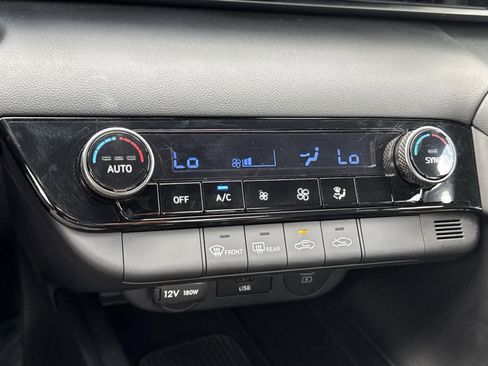 Lo Lo
AUTO SYNC
OFF A/C
FRONT REAR
12V 180W USB